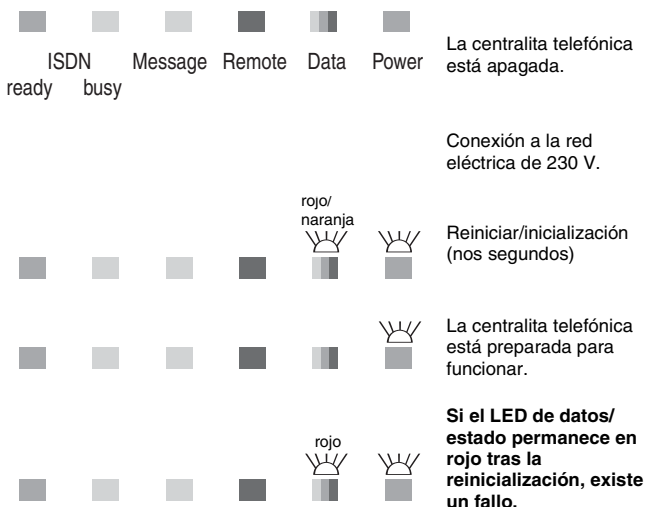 ISDN Message Remote Data Power
ready busy
La centralita telefónica
está apagada.
Conexión a la red
eléctrica de 230 V.
rojo/
naranja
Reiniciar/inicialización
(nos segundos)
La centralita telefónica
está preparada para
funcionar.
rojo
Si el LED de datos/
estado permanece en
rojo tras la
reinicialización, existe
un fallo.